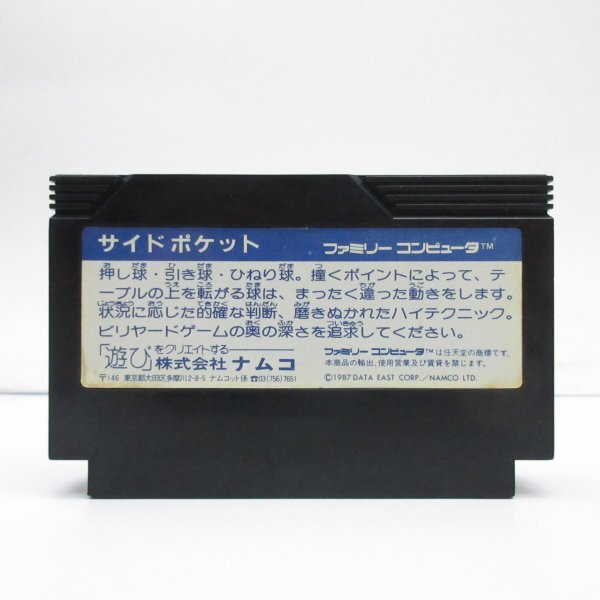 サイドポケット ファミリーコンピュータ™
押し球・引き球・ひねり球。撞くポイントによって、テ
ーブルの上を転がる球は、まったく違った動きをします。
状況に応じた的確な判断、磨きぬかれたハイテクニック。
ビリヤードゲームの奥の深さを追求してください。
「遊び」をクリエイトする 株式会社 ナムコ
〒146 東京都大田区多摩川2-8-5 ナムコット係 ☎03(756)7651
ファミリーコンピュータ™は任天堂の商標です。
本商品の輸出、使用営業及び賃貸を禁じます。
©1987 DATA EAST CORP./NAMCO LTD.